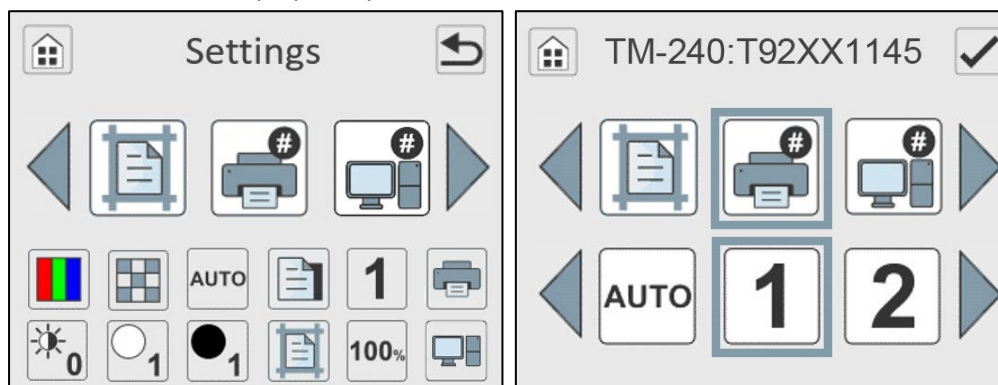 Settings
# #
AUTO 1
0 1 1 100%
TM-240:T92XX1145
# #
AUTO 1 2